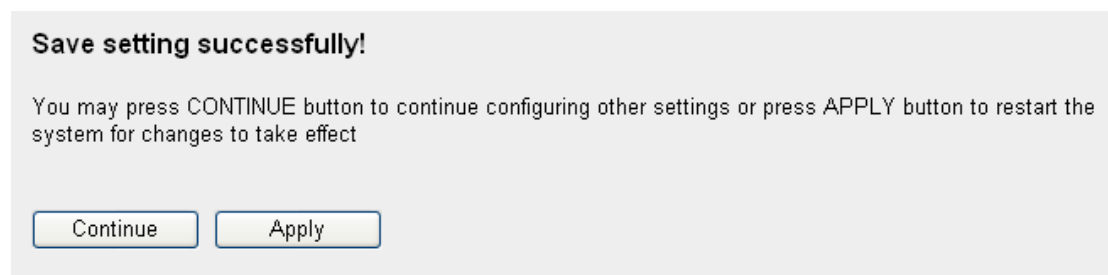 Save setting successfully!
You may press CONTINUE button to continue configuring other settings or press APPLY button to restart the
system for changes to take effect
Continue Apply